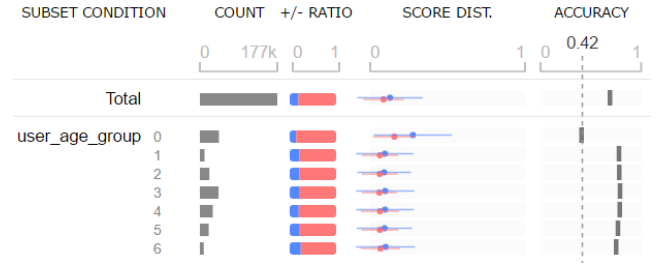 SUBSET CONDITION COUNT +/- RATIO SCORE DIST. ACCURACY
0.42
0 177k 0 1 0 1 0 1
Total
user_age_group 0
1
2
3
4
5
6